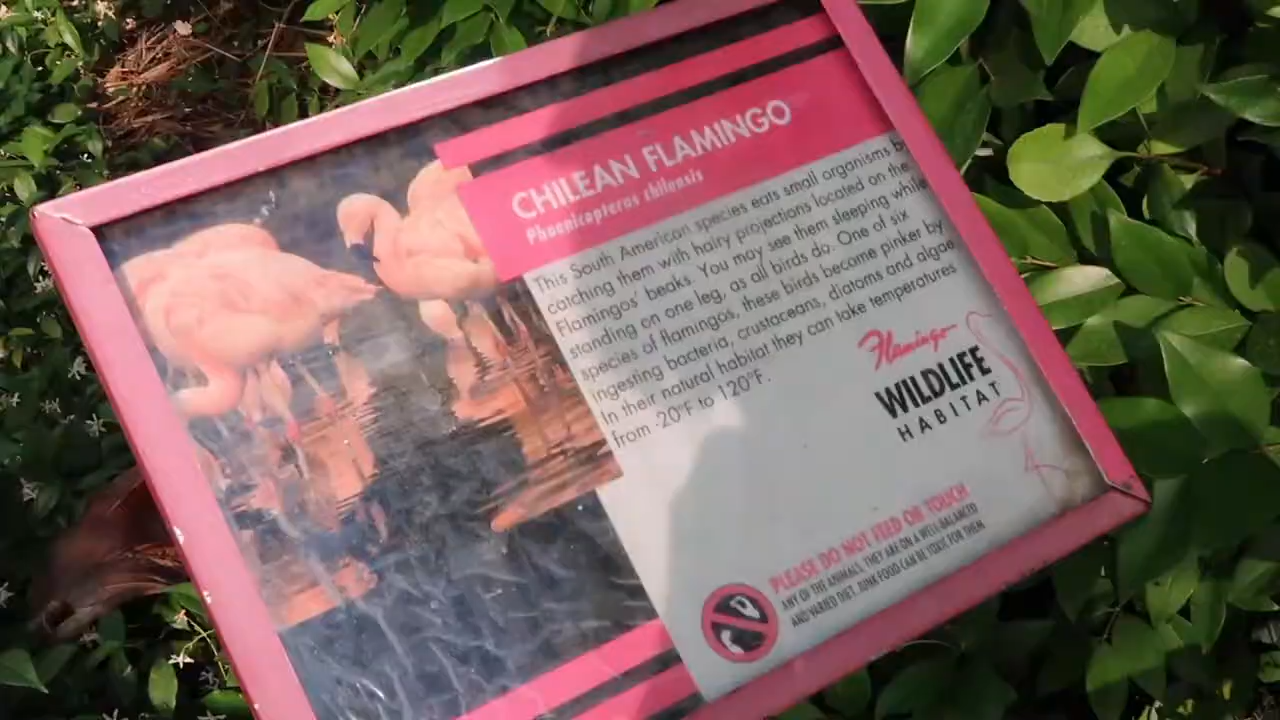 CHILEAN FLAMINGO
Phoenicopterus chilensis
This South American species eats small organisms by
catching them with hairy projections located on the
Flamingos' beaks. You may see them sleeping while
standing on one leg, as all birds do. One of six
species of flamingos, these birds become pinker by
ingesting bacteria, crustaceans, diatoms and algae
In their natural habitat they can take temperatures
from -20°F to 120°F.
Flamingo
WILDLIFE
HABITAT
PLEASE DO NOT FEED OR TOUCH
ANY OF THE ANIMALS. THEY ARE ON A WELL-BALANCED
AND VARIED DIET. JUNK FOOD CAN BE TOXIC FOR THEM